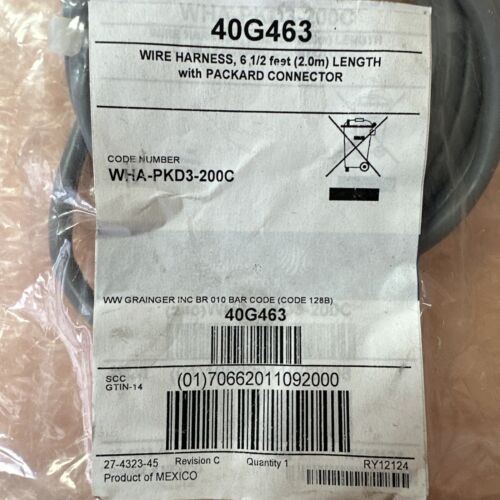 40G463
WIRE HARNESS, 6 1/2 feet (2.0m) LENGTH
with PACKARD CONNECTOR
CODE NUMBER
WHA-PKD3-200C
WW GRAINGER INC BR 010 BAR CODE (CODE 128B)
40G463
SCC
GTIN-14
(01)70662011092000
27-4323-45 Revision C Quantity 1 RY12124
Product of MEXICO